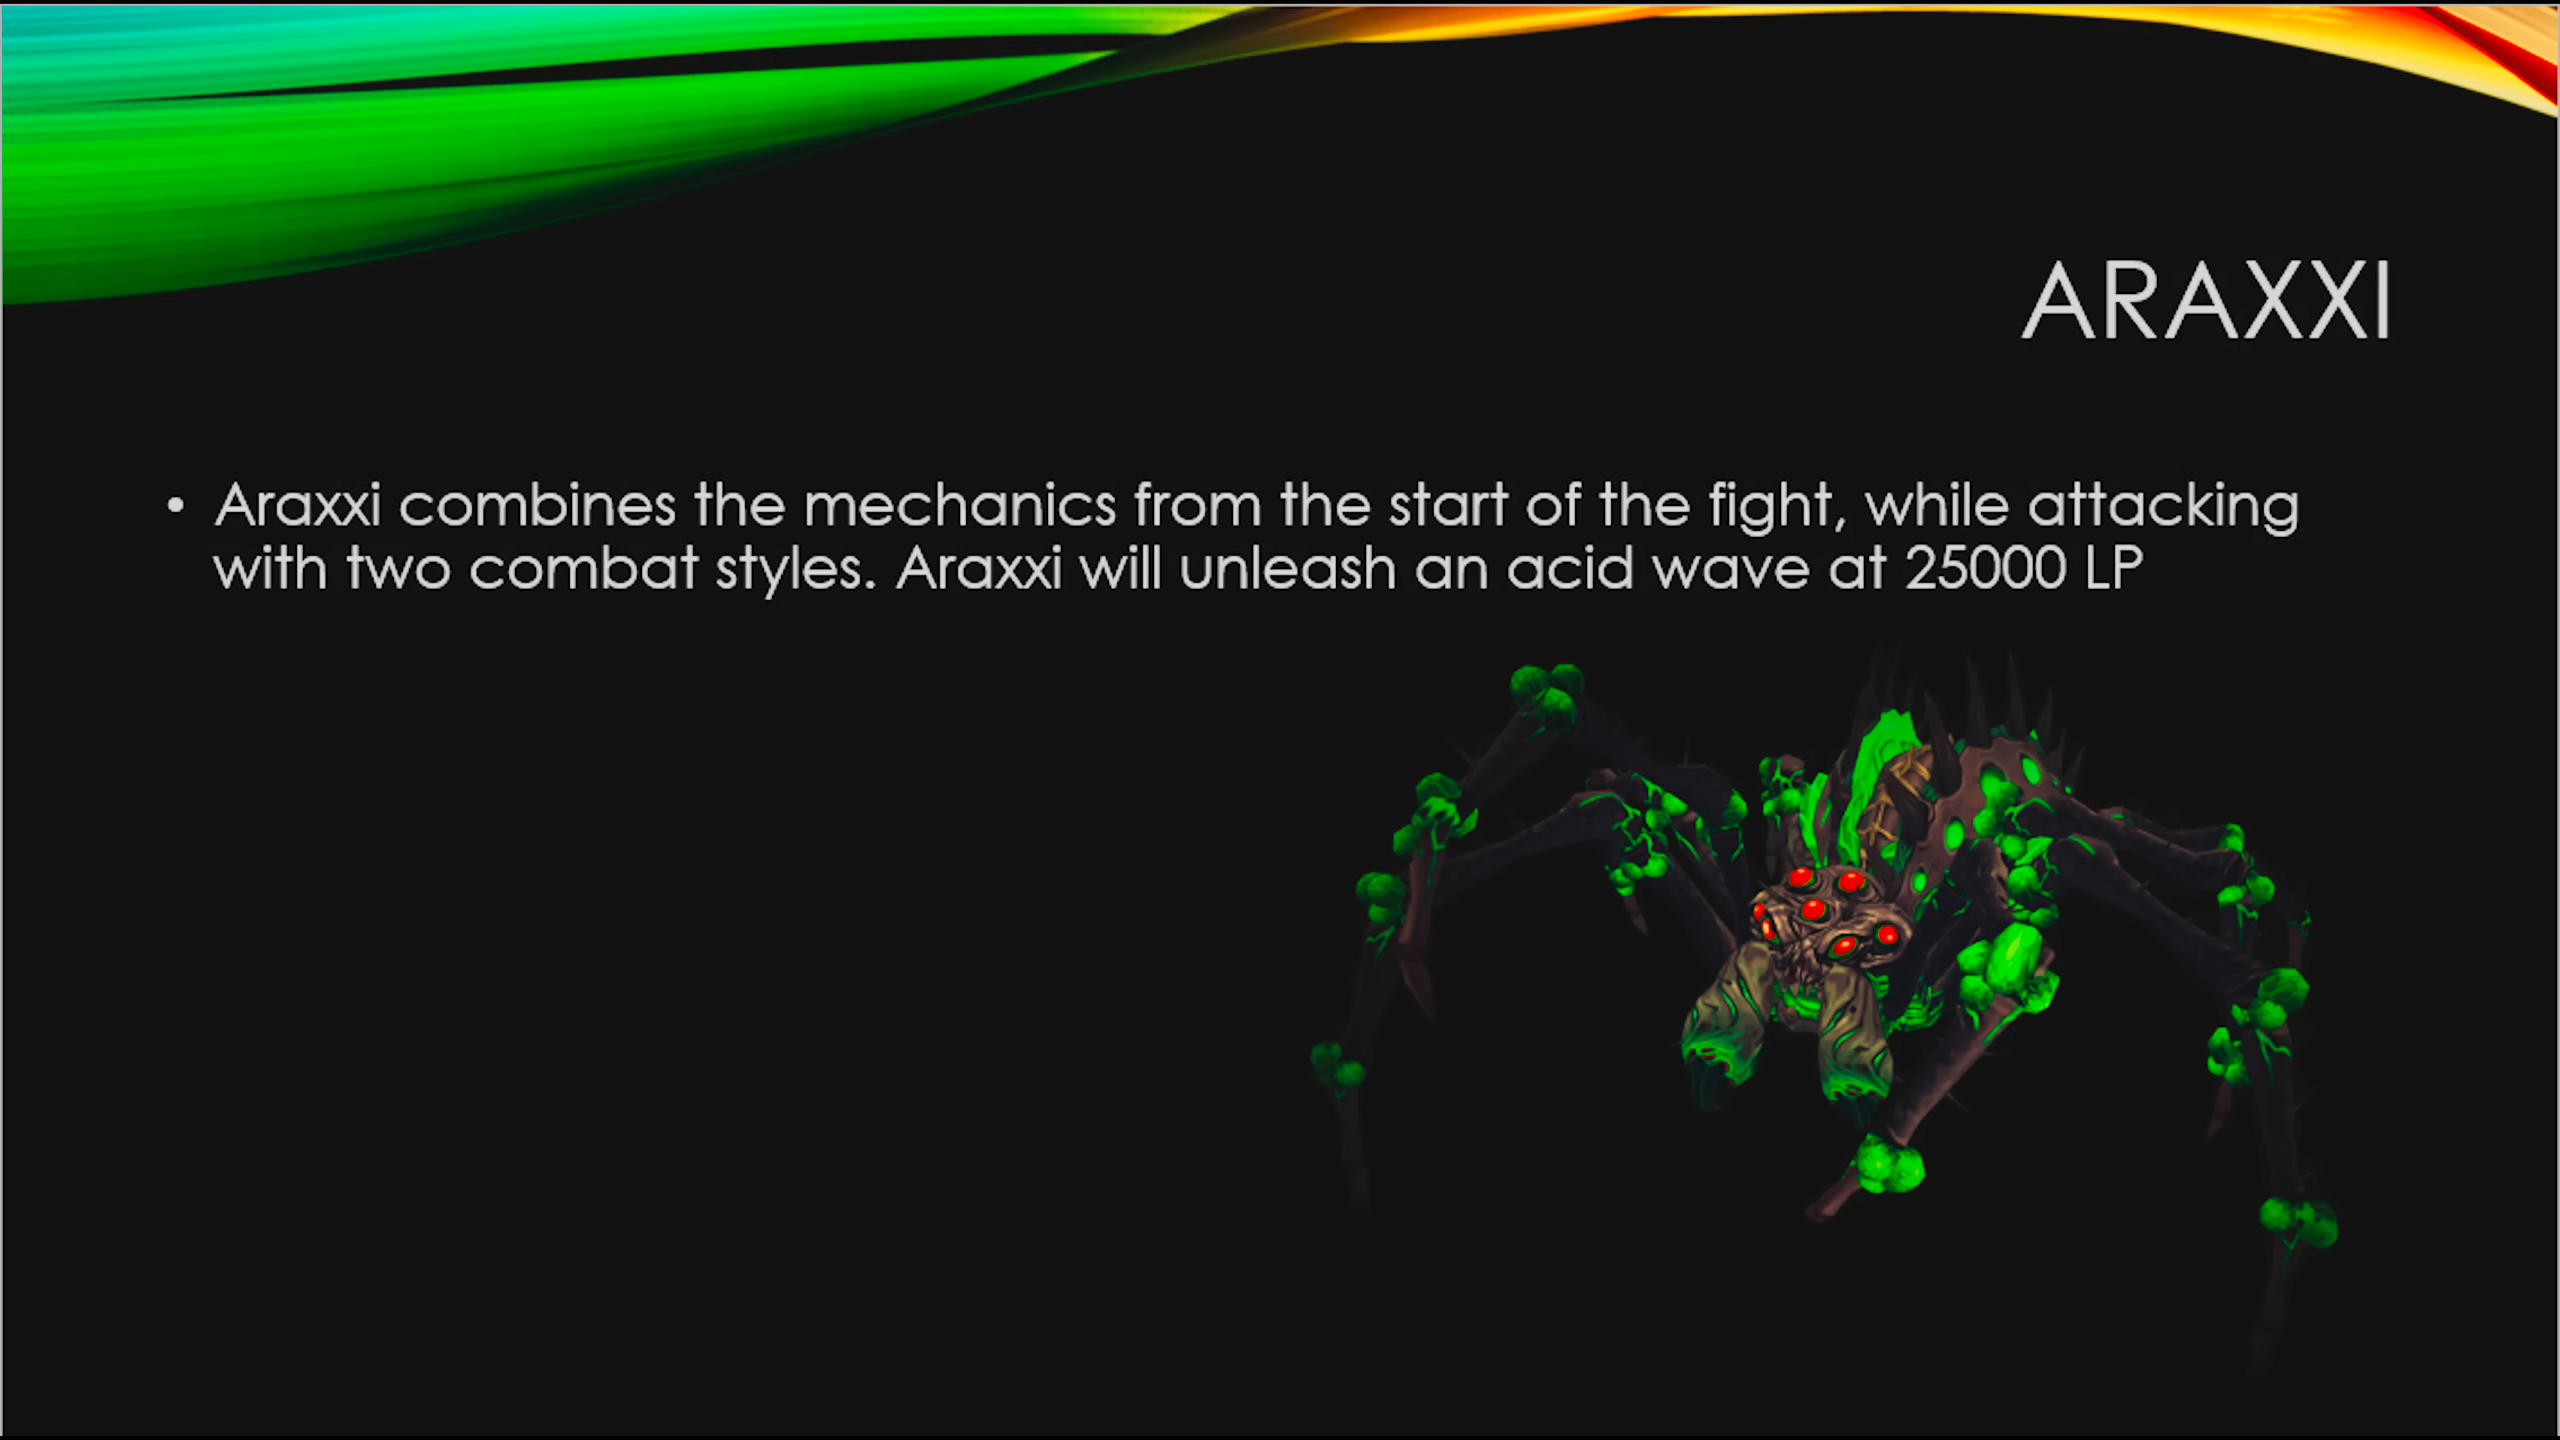 ARAXXI
• Araxxi combines the mechanics from the start of the fight, while attacking
with two combat styles. Araxxi will unleash an acid wave at 25000 LP